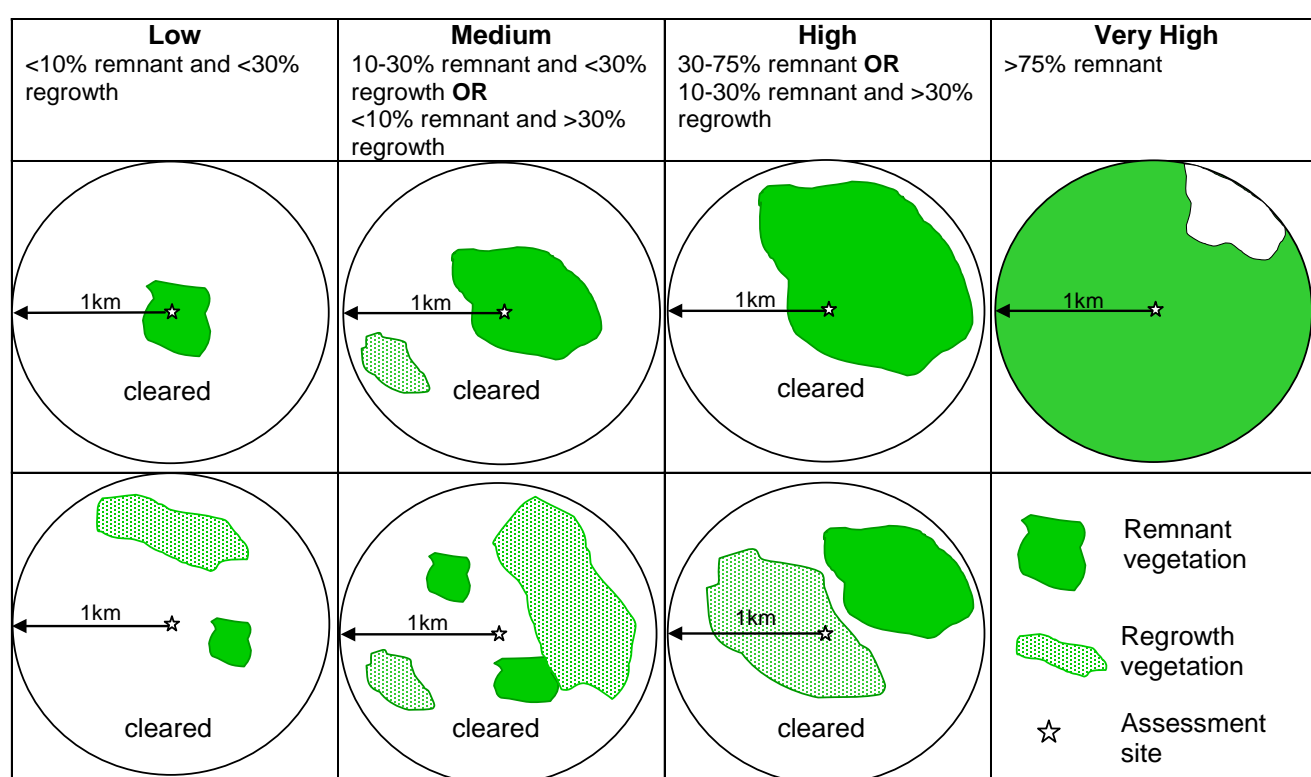 Low
<10% remnant and <30%
regrowth
Medium
10-30% remnant and <30%
regrowth OR
<10% remnant and >30%
regrowth
High
30-75% remnant OR
10-30% remnant and >30%
regrowth
Very High
>75% remnant
1km
cleared
1km
cleared
1km
cleared
1km
1km
cleared
1km
cleared
1km
cleared
Remnant
vegetation
Regrowth
vegetation
Assessment
site